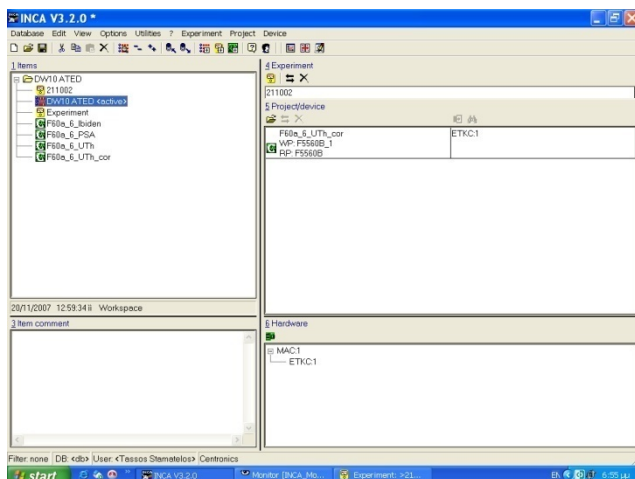 INCA V3.2.0 *
Database Edit View Options Utilities ? Experiment Project Device
1 Items
DW10 ATED
211002
DW10 ATED <active>
Experiment
F60a_6_Ibiden
F60a_6_PSA
F60a_6_UTh
F60a_6_UTh_cor
20/11/2007 12:59:34 Workspace
3 Item comment
4 Experiment
211002
5 Project/device
F60a_6_UTh_cor ETKC:1
WP: F5560B_1
RP: F5560B
6 Hardware
MAC:1
ETKC:1
Filter: none DB: <db> User: <Tassos Stamatelos> Centronics
start INCA V3.2.0 Monitor [INCA_Mo... Experiment: >21... EN 6:55 μμ